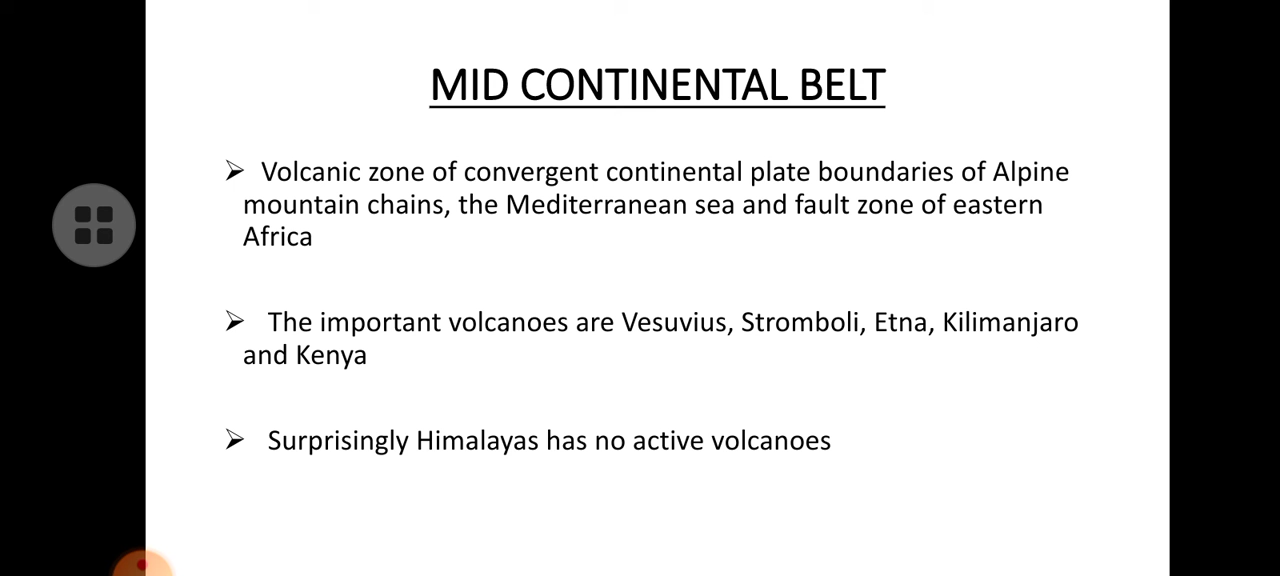 MID CONTINENTAL BELT
➢ Volcanic zone of convergent continental plate boundaries of Alpine
mountain chains, the Mediterranean sea and fault zone of eastern
Africa
➢ The important volcanoes are Vesuvius, Stromboli, Etna, Kilimanjaro
and Kenya
➢ Surprisingly Himalayas has no active volcanoes